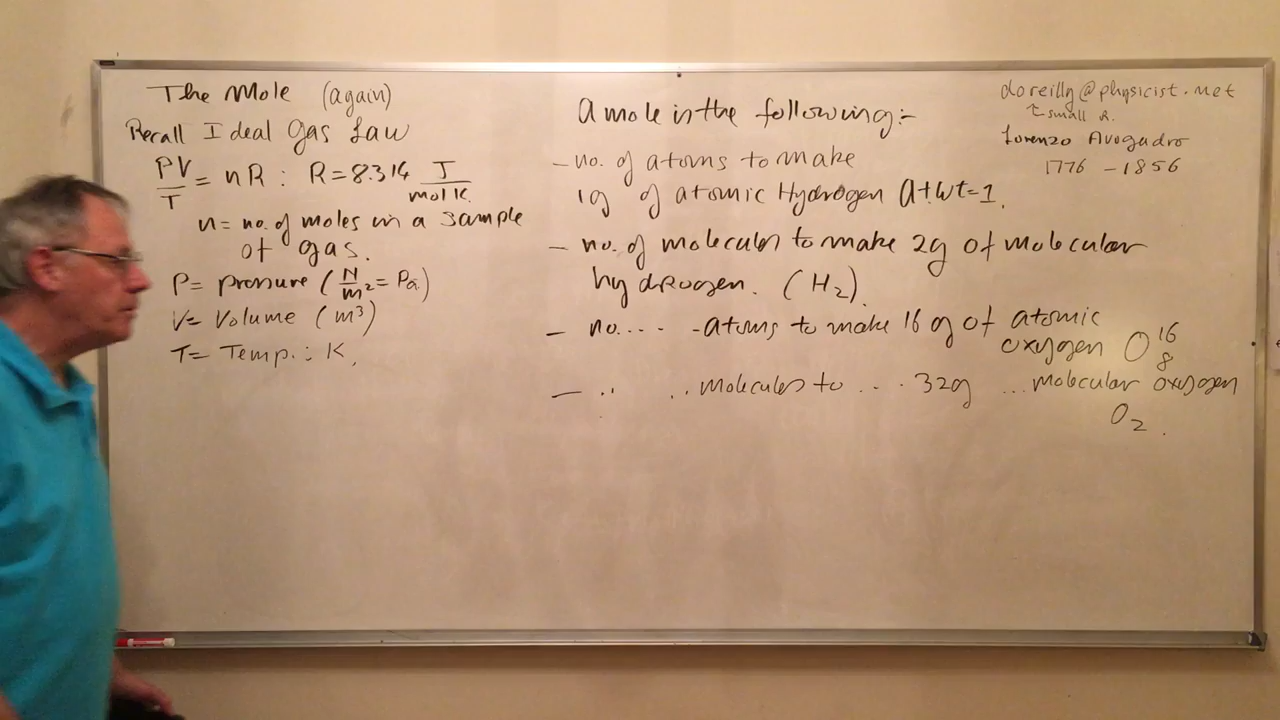 The Mole (again)
Recall Ideal Gas Law
PV/T = nR : R = 8.314 J/mol K.
n = no. of moles in a sample
of gas.
P = pressure (N/m² = Pa.)
V = Volume (m³)
T = Temp. : K.
A mole is the following :-
- no. of atoms to make
1g of atomic Hydrogen At Wt = 1.
- no. of molecules to make 2g of molecular
hydrogen. (H₂).
- no. ... - atoms to make 16 g of atomic
oxygen O¹⁶₈
- .. .. molecules to ... 32g ... molecular oxygen
O₂.
doreilly@physicist.net
↑ small R.
Lorenzo Avogadro
1776 - 1856